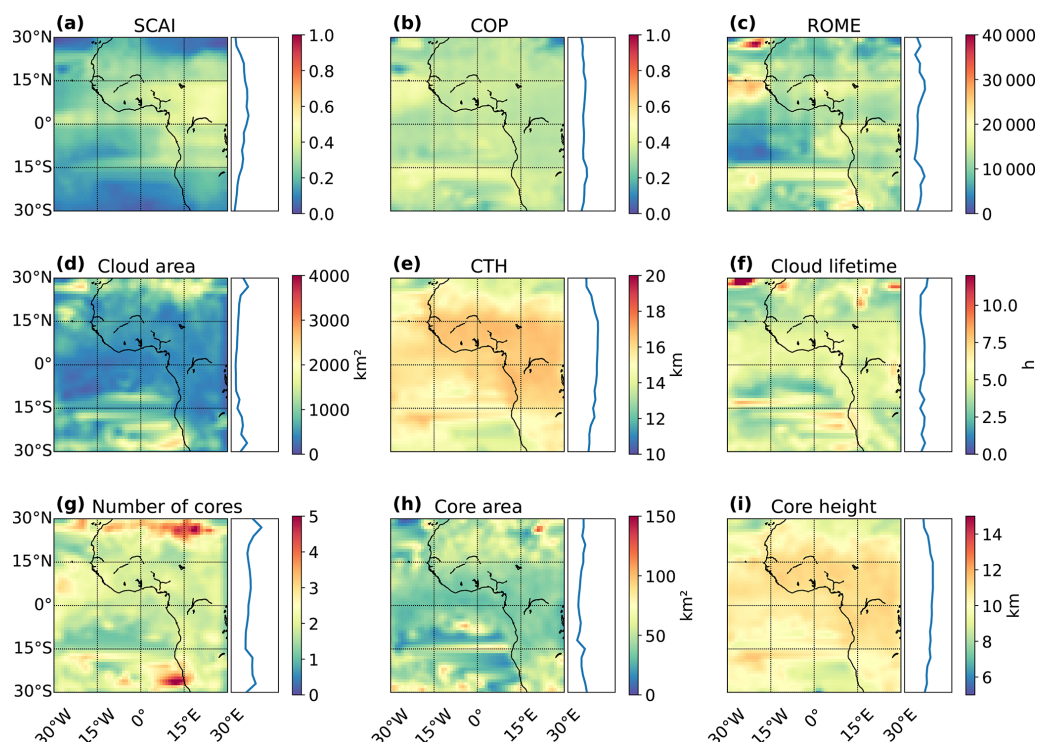 (a) SCAI
(b) COP
(c) ROME
30°N
15°N
0°
15°S
30°S
1.0
0.8
0.6
0.4
0.2
0.0
1.0
0.8
0.6
0.4
0.2
0.0
40 000
30 000
20 000
10 000
0
(d) Cloud area
(e) CTH
(f) Cloud lifetime
30°N
15°N
0°
15°S
30°S
4000
3000
2000
1000
0
km²
20
18
16
14
12
10
km
10.0
7.5
5.0
2.5
0.0
h
(g) Number of cores
(h) Core area
(i) Core height
30°N
15°N
0°
15°S
30°S
5
4
3
2
1
0
150
100
50
0
km²
14
12
10
8
6
km
30°W
15°W
0°
15°E
30°E
30°W
15°W
0°
15°E
30°E
30°W
15°W
0°
15°E
30°E